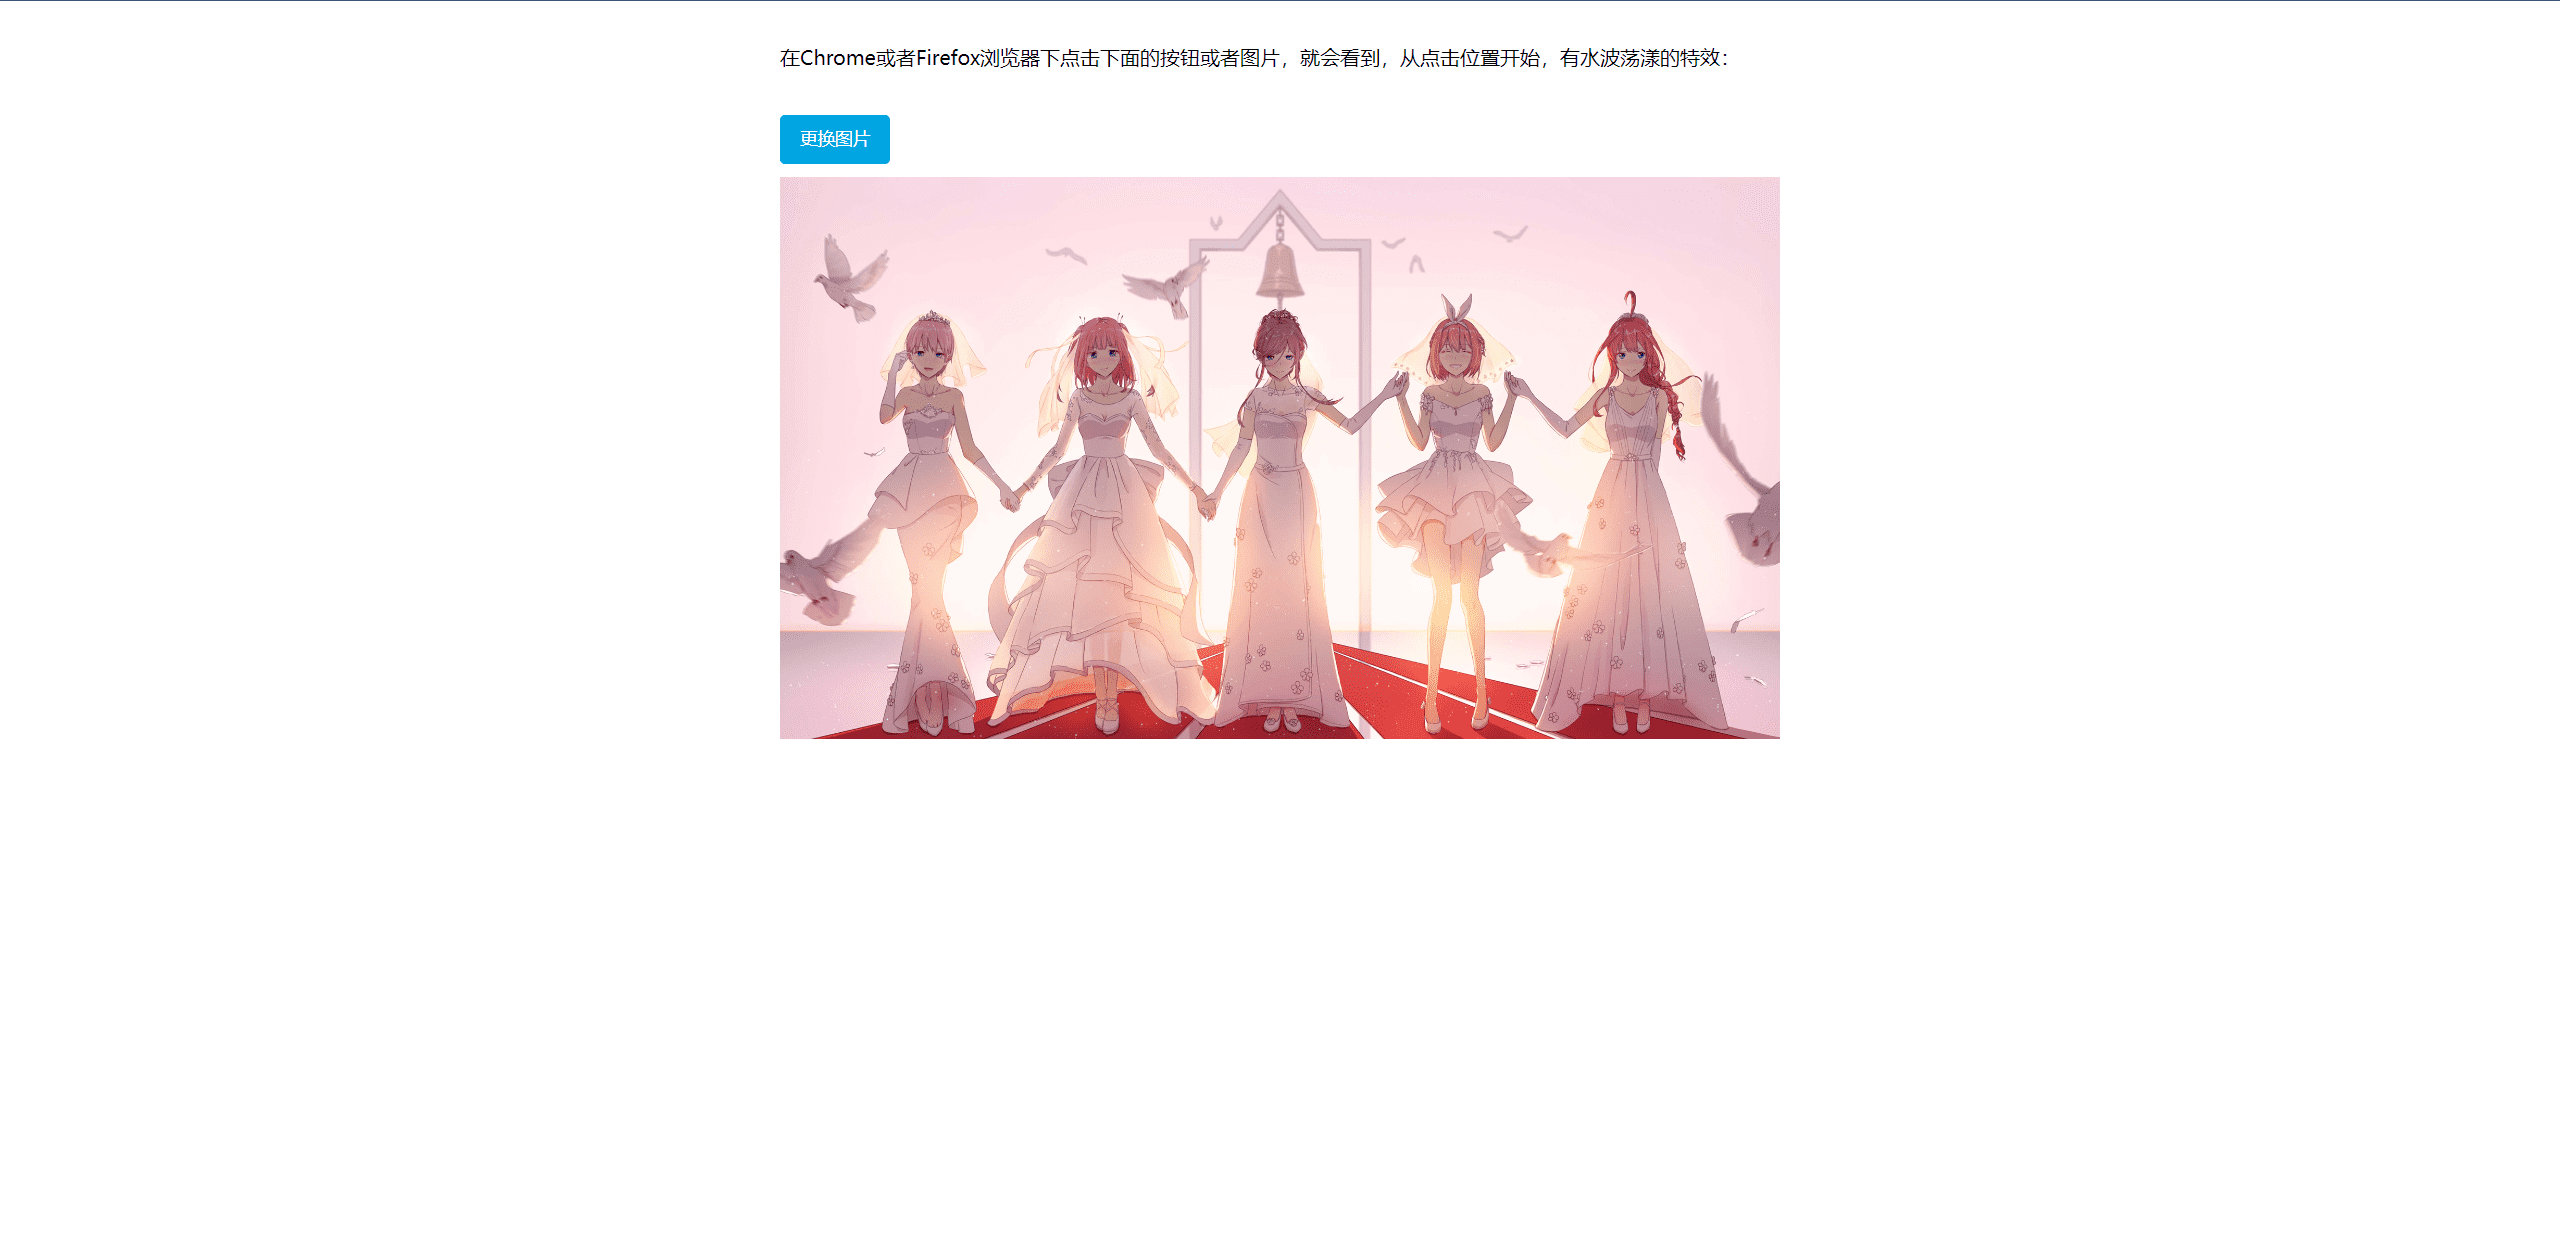 在Chrome或者Firefox浏览器下点击下面的按钮或者图片，就会看到，从点击位置开始，有水波荡漾的特效：
更换图片